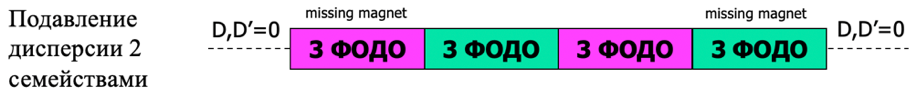 Подавление
дисперсии 2
семействами
missing magnet
missing magnet
D,D′=0
3 ФОДО
3 ФОДО
3 ФОДО
3 ФОДО
D,D′=0